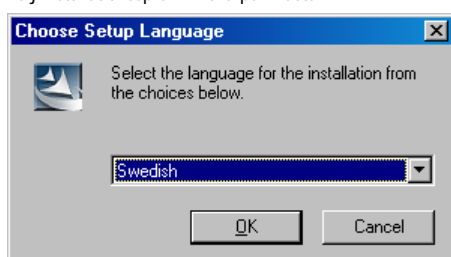 Choose Setup Language
Select the language for the installation from
the choices below.
Swedish
OK
Cancel